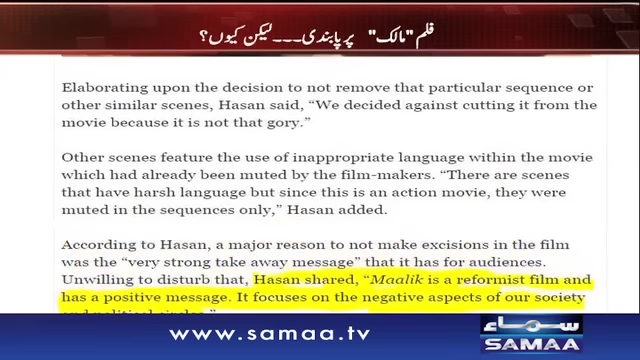 فلم "مالک" پر پابندی۔۔۔لیکن کیوں؟
Elaborating upon the decision to not remove that particular sequence or
other similar scenes, Hasan said, “We decided against cutting it from the
movie because it is not that gory.”
Other scenes feature the use of inappropriate language within the movie
which had already been muted by the film-makers. “There are scenes
that have harsh language but since this is an action movie, they were
muted in the sequences only,” Hasan added.
According to Hasan, a major reason to not make excisions in the film
was the “very strong take away message” that it has for audiences.
Unwilling to disturb that, Hasan shared, “Maalik is a reformist film and
has a positive message. It focuses on the negative aspects of our society
www.samaa.tv
سماء
SAMAA